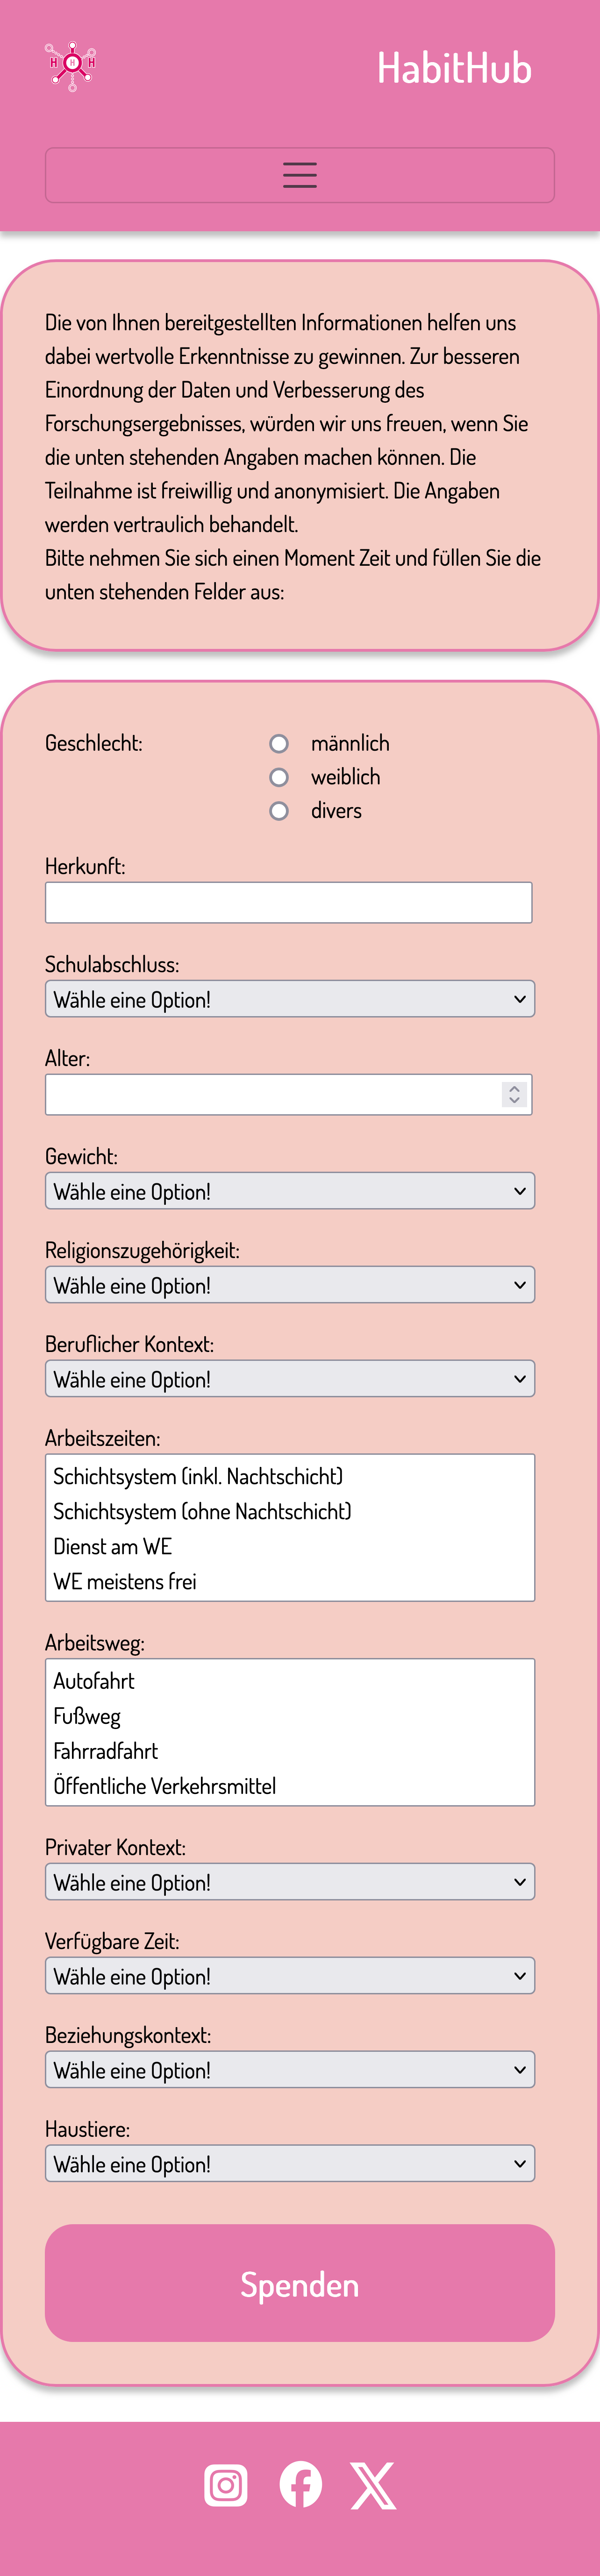 H H H
HabitHub
Die von Ihnen bereitgestellten Informationen helfen uns
dabei wertvolle Erkenntnisse zu gewinnen. Zur besseren
Einordnung der Daten und Verbesserung des
Forschungsergebnisses, würden wir uns freuen, wenn Sie
die unten stehenden Angaben machen können. Die
Teilnahme ist freiwillig und anonymisiert. Die Angaben
werden vertraulich behandelt.
Bitte nehmen Sie sich einen Moment Zeit und füllen Sie die
unten stehenden Felder aus:
Geschlecht: männlich
weiblich
divers
Herkunft:
Schulabschluss:
Wähle eine Option!
Alter:
Gewicht:
Wähle eine Option!
Religionszugehörigkeit:
Wähle eine Option!
Beruflicher Kontext:
Wähle eine Option!
Arbeitszeiten:
Schichtsystem (inkl. Nachtschicht)
Schichtsystem (ohne Nachtschicht)
Dienst am WE
WE meistens frei
Arbeitsweg:
Autofahrt
Fußweg
Fahrradfahrt
Öffentliche Verkehrsmittel
Privater Kontext:
Wähle eine Option!
Verfügbare Zeit:
Wähle eine Option!
Beziehungskontext:
Wähle eine Option!
Haustiere:
Wähle eine Option!
Spenden